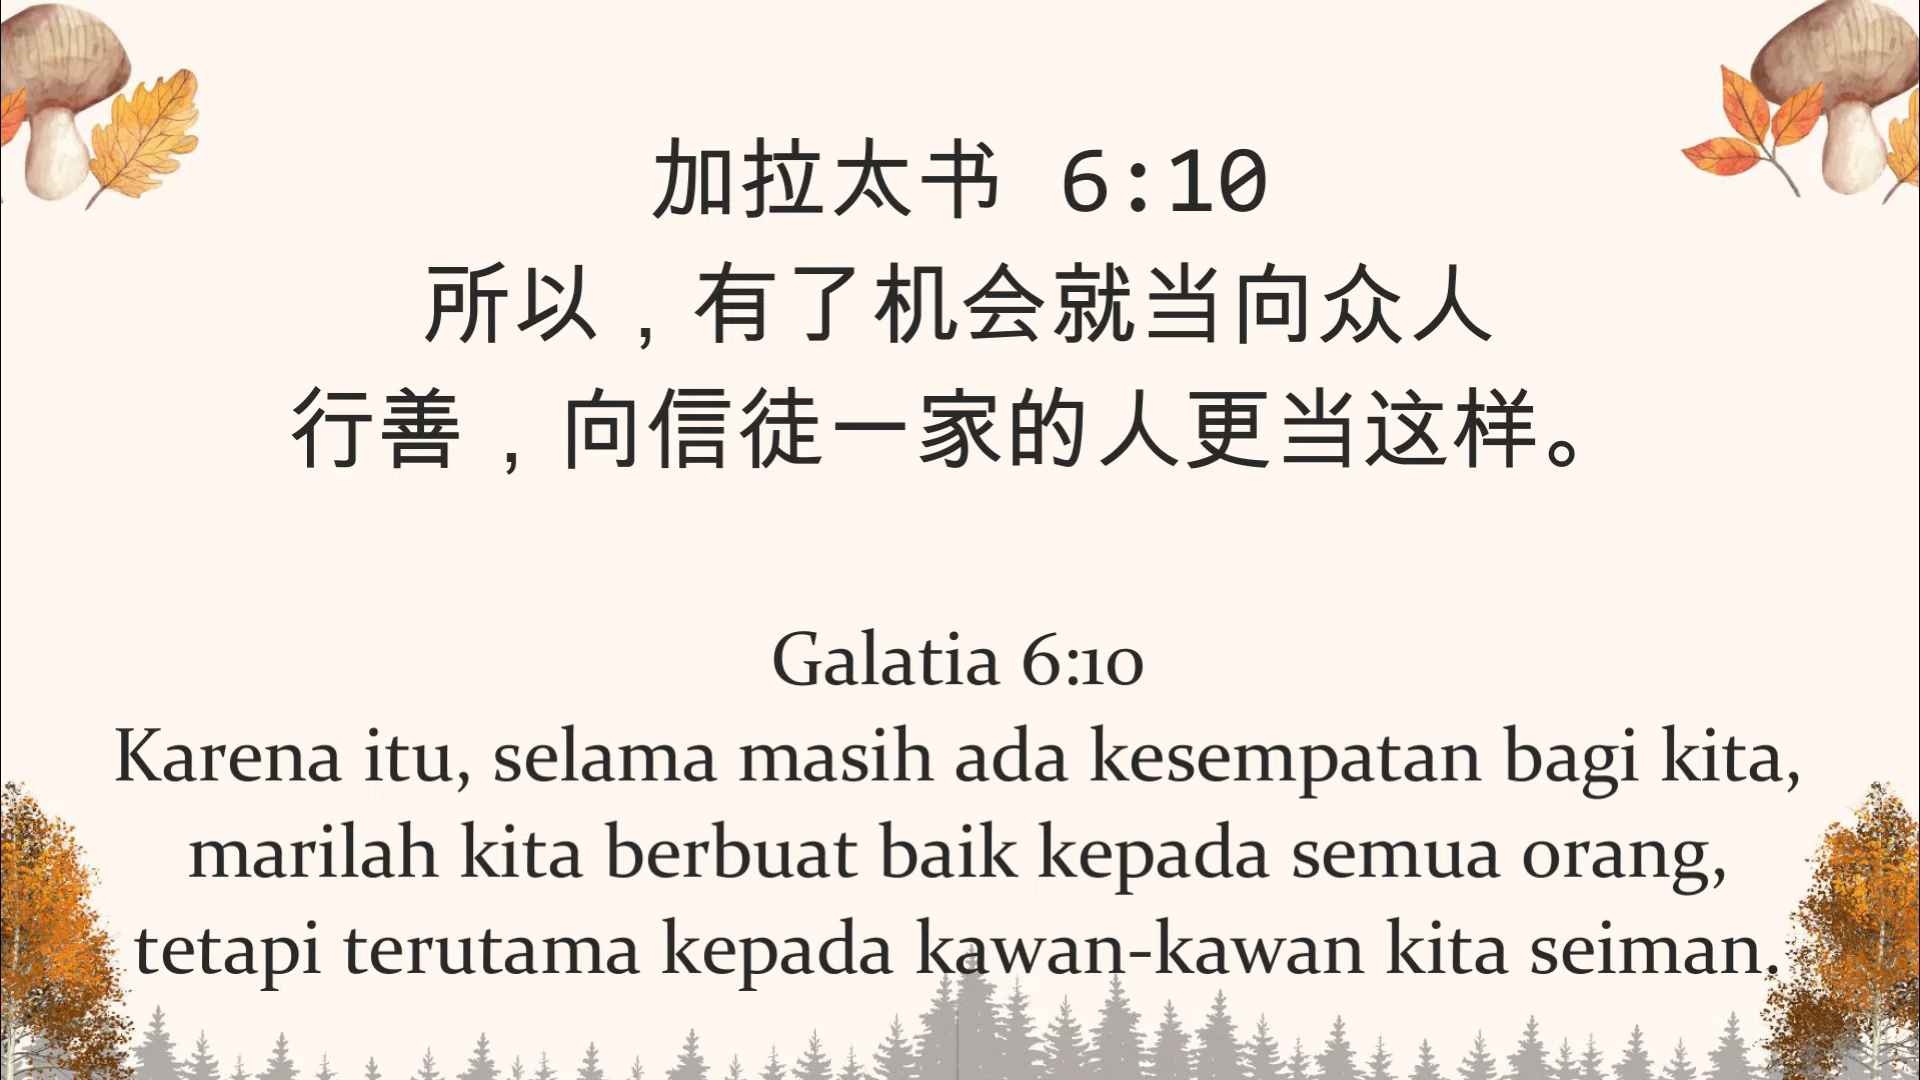 加拉太书 6:10
所以，有了机会就当向众人
行善，向信徒一家的人更当这样。
Galatia 6:10
Karena itu, selama masih ada kesempatan bagi kita,
marilah kita berbuat baik kepada semua orang,
tetapi terutama kepada kawan-kawan kita seiman.